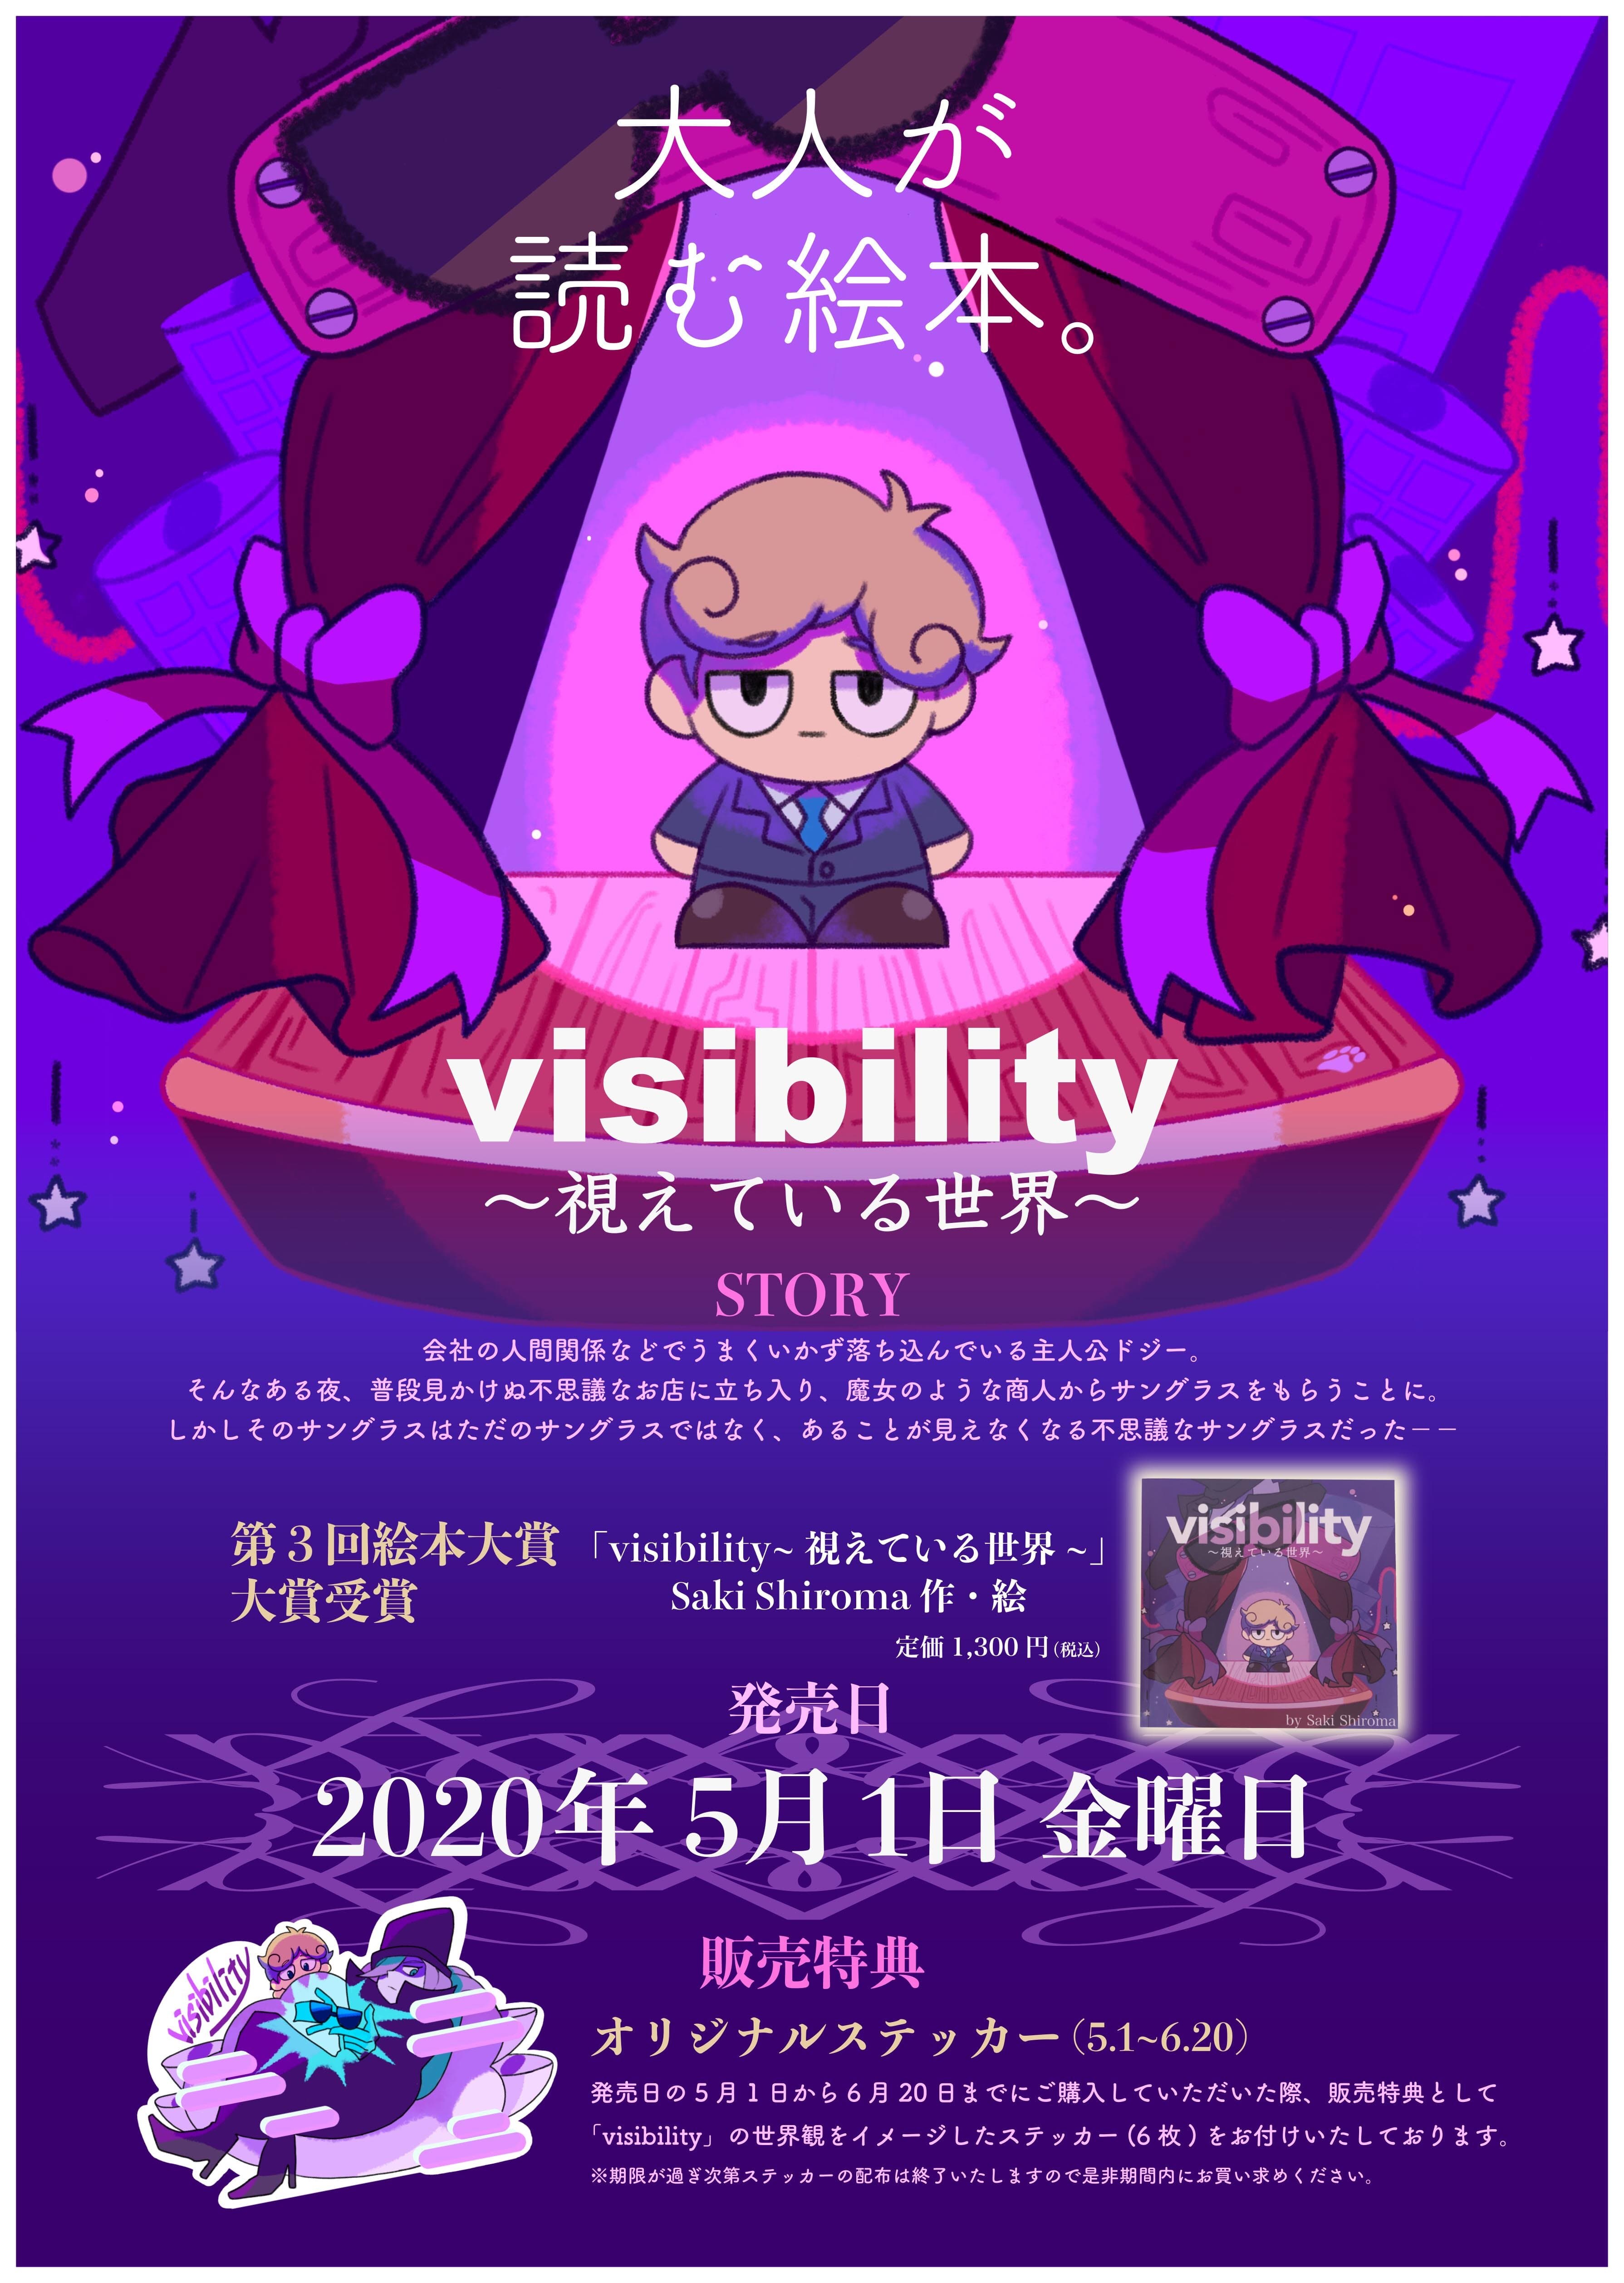 大人が
読む絵本。
visibility
～視えている世界～
STORY
会社の人間関係などでうまくいかず落ち込んでいる主人公ドジー。
そんなある夜、普段見かけぬ不思議なお店に立ち入り、魔女のような商人からサングラスをもらうことに。
しかしそのサングラスはただのサングラスではなく、あることが見えなくなる不思議なサングラスだった－－
第3回絵本大賞
大賞受賞
「visibility~ 視えている世界 ~」
Saki Shiroma 作・絵
定価 1,300 円(税込)
visibility
～視えている世界～
by Saki Shiroma
発売日
2020年 5月 1日 金曜日
visibility
販売特典
オリジナルステッカー（5.1~6.20）
発売日の 5 月 1 日から 6 月 20 日までにご購入していただいた際、販売特典として
「visibility」の世界観をイメージしたステッカー (6 枚 ) をお付けいたしております。
※期限が過ぎ次第ステッカーの配布は終了いたしますので是非期間内にお買い求めください。